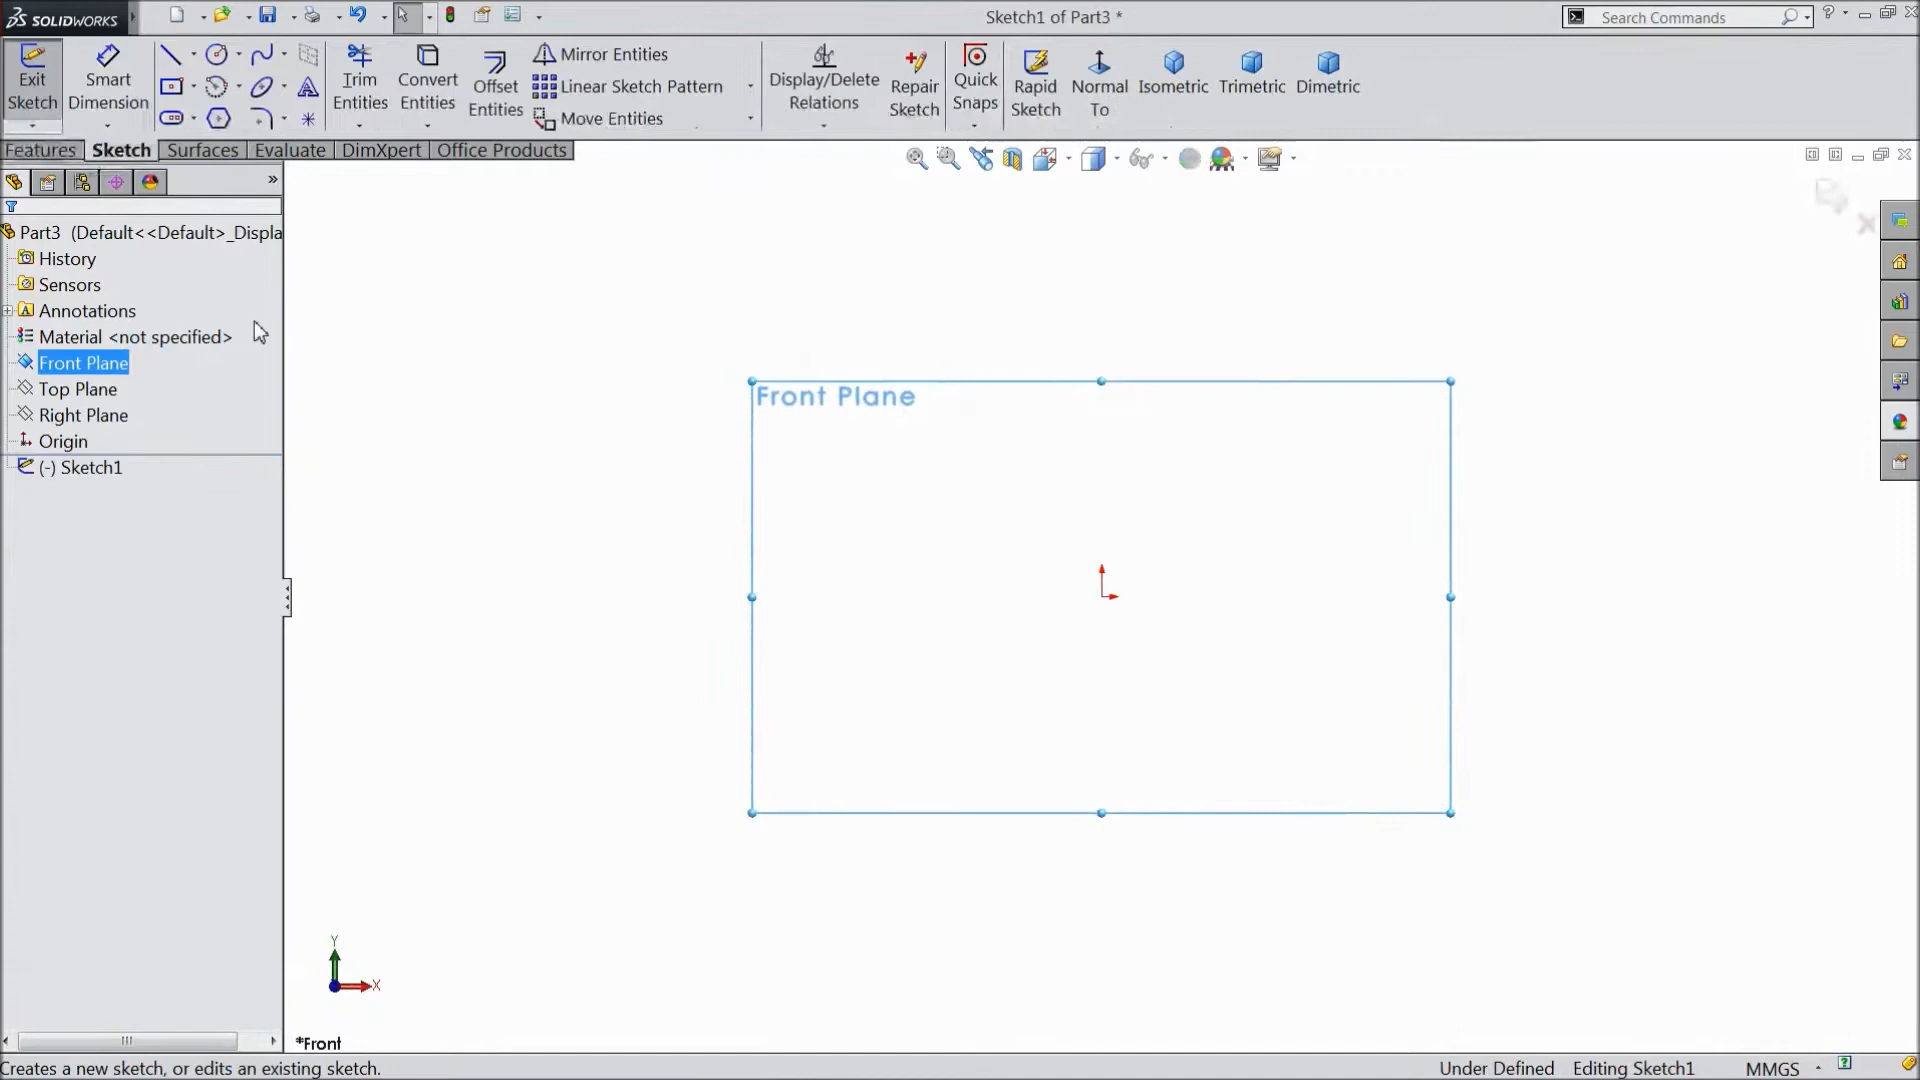 SOLIDWORKS
Sketch1 of Part3 *
Search Commands
Exit Sketch
Smart Dimension
Trim Entities
Convert Entities
Offset Entities
Mirror Entities
Linear Sketch Pattern
Move Entities
Display/Delete Relations
Repair Sketch
Quick Snaps
Rapid Sketch
Normal To
Isometric
Trimetric
Dimetric
Features
Sketch
Surfaces
Evaluate
DimXpert
Office Products
Part3 (Default<<Default>_Displa
History
Sensors
Annotations
Material <not specified>
Front Plane
Top Plane
Right Plane
Origin
(-) Sketch1
Front Plane
Y
X
*Front
Creates a new sketch, or edits an existing sketch.
Under Defined
Editing Sketch1
MMGS